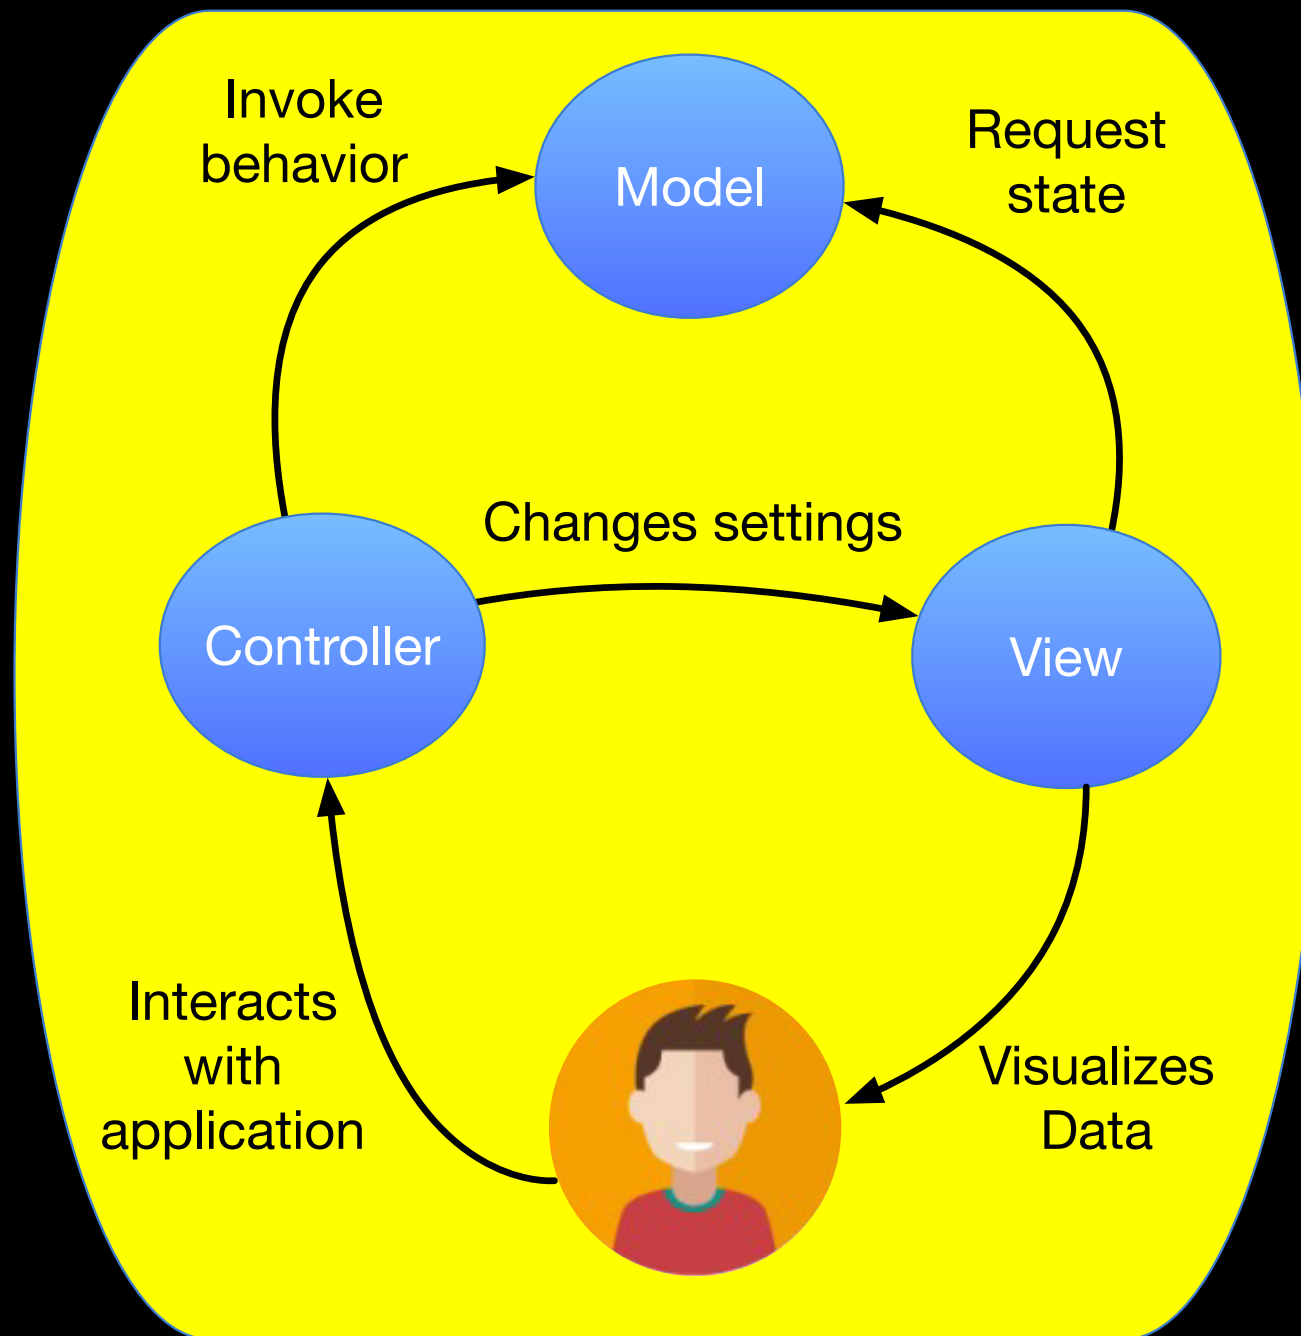 Invoke
behavior
Model
Request
state
Changes settings
Controller
View
Interacts
with
application
Visualizes
Data